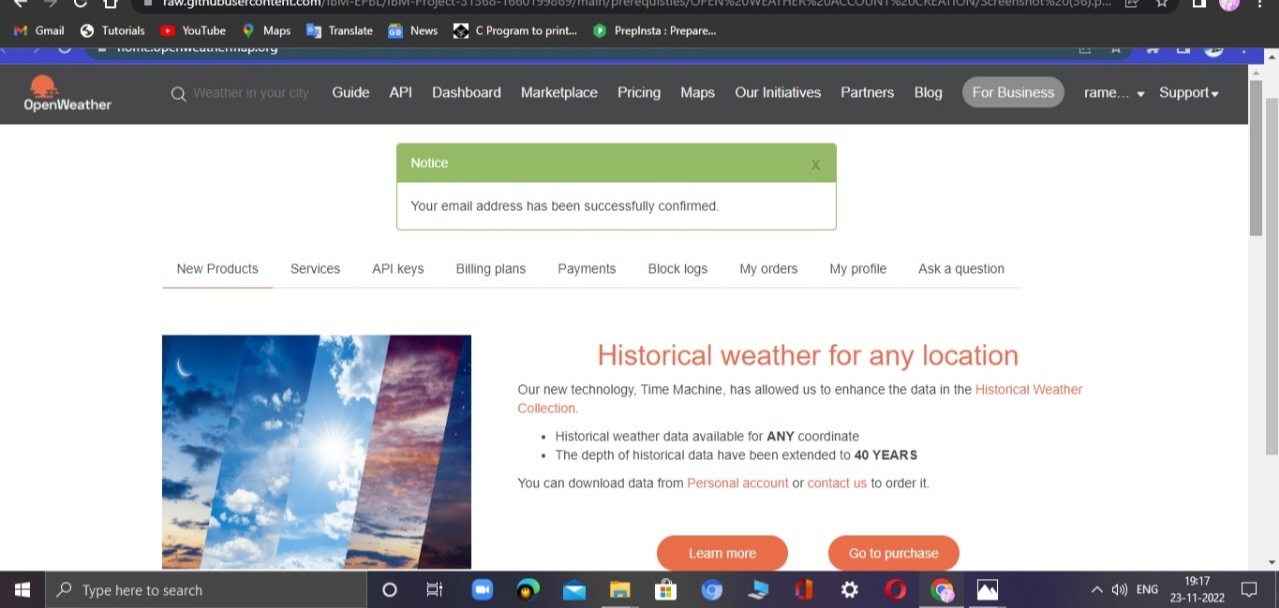 raw.githubusercontent.com/IBM-EPBL/IBM-Project-31568-1660199869/main/prerequisties/OPEN%20WEATHER%20ACCOUNT%20CREATION/Screenshot%20(56).p...
Gmail Tutorials YouTube Maps Translate News C Program to print... PrepInsta : Prepare...
home.openweathermap.org
OpenWeather Weather in your city Guide API Dashboard Marketplace Pricing Maps Our Initiatives Partners Blog For Business rame... Support
Notice x
Your email address has been successfully confirmed.
New Products Services API keys Billing plans Payments Block logs My orders My profile Ask a question
Historical weather for any location
Our new technology, Time Machine, has allowed us to enhance the data in the Historical Weather
Collection.
• Historical weather data available for ANY coordinate
• The depth of historical data have been extended to 40 YEARS
You can download data from Personal account or contact us to order it.
Learn more Go to purchase
Type here to search ENG 19:17
23-11-2022